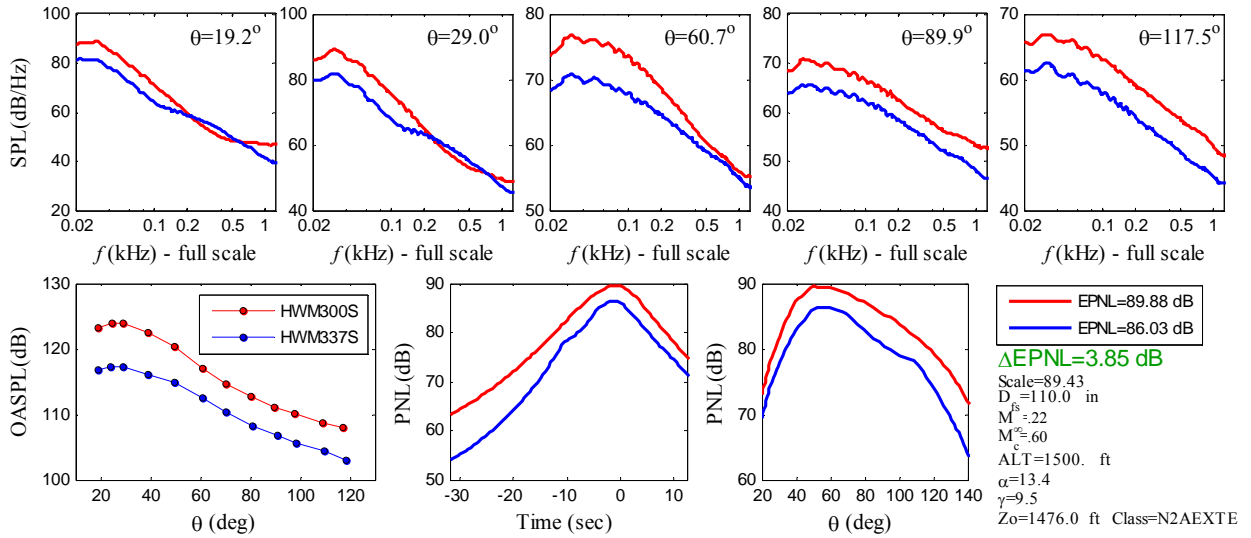 SPL(dB/Hz)
100
80
60
40
20
0.02 0.1 0.2 0.5 1
θ=19.2°
f (kHz) - full scale
100
80
60
40
0.02 0.1 0.2 0.5 1
θ=29.0°
f (kHz) - full scale
80
70
60
50
0.02 0.1 0.2 0.5 1
θ=60.7°
f (kHz) - full scale
80
70
60
50
40
0.02 0.1 0.2 0.5 1
θ=89.9°
f (kHz) - full scale
70
60
50
40
0.02 0.1 0.2 0.5 1
θ=117.5°
f (kHz) - full scale
OASPL(dB)
130
120
110
100
20 40 60 80 100 120
HWM300S
HWM337S
θ (deg)
PNL(dB)
90
80
70
60
50
-30 -20 -10 0 10
Time (sec)
PNL(dB)
90
80
70
60
20 40 60 80 100 120 140
θ (deg)
EPNL=89.88 dB
EPNL=86.03 dB
ΔEPNL=3.85 dB
Scale=89.43
D fs =110.0 in
M ∞ =.22
M c =.60
ALT=1500. ft
α=13.4
γ=9.5
Zo=1476.0 ft Class=N2AEXTE